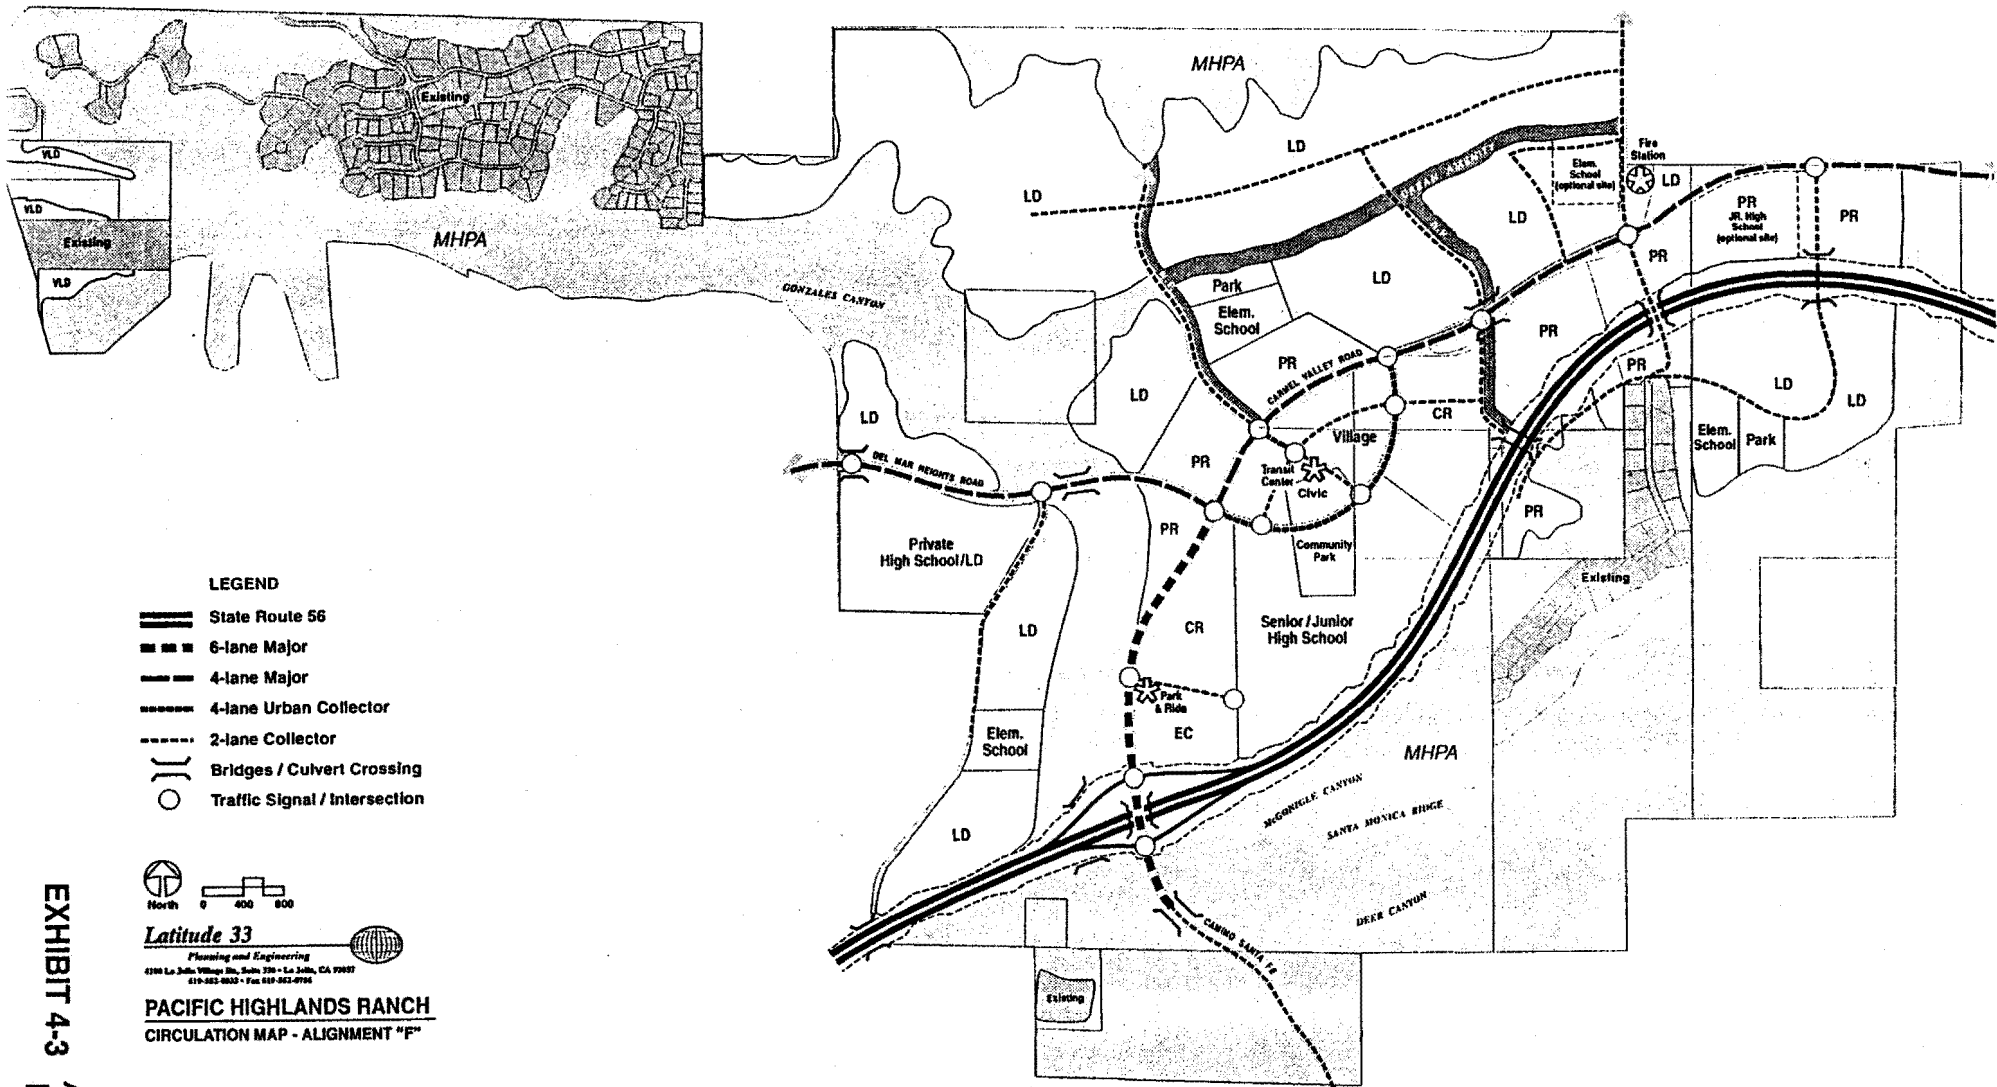 MHPA
Existing
VLD
VLD
Existing
VLD
MHPA
GONZALES CANYON
LD
LD
Fire
Station
Elem.
School
(optional site)
LD
LD
PR
JR. High
School
(optional site)
PR
PR
Park
Elem.
School
LD
PR
PR
CARMEL VALLEY ROAD
PR
LD
LD
DEL MAR HEIGHTS ROAD
PR
Village
CR
Transit
Center
Civic
Elem.
School
Park
LD
LD
PR
PR
Community
Park
Private
High School/LD
Existing
LD
CR
Senior/Junior
High School
Park
& Ride
EC
Elem.
School
LD
MHPA
McGONIGLE CANYON
SANTA MONICA RIDGE
DEER CANYON
CAMINO SANTA FE
Existing
LEGEND
State Route 56
6-lane Major
4-lane Major
4-lane Urban Collector
2-lane Collector
Bridges / Culvert Crossing
Traffic Signal / Intersection
North
0 400 800
Latitude 33
Planning and Engineering
PACIFIC HIGHLANDS RANCH
CIRCULATION MAP - ALIGNMENT "F"
EXHIBIT 4-3